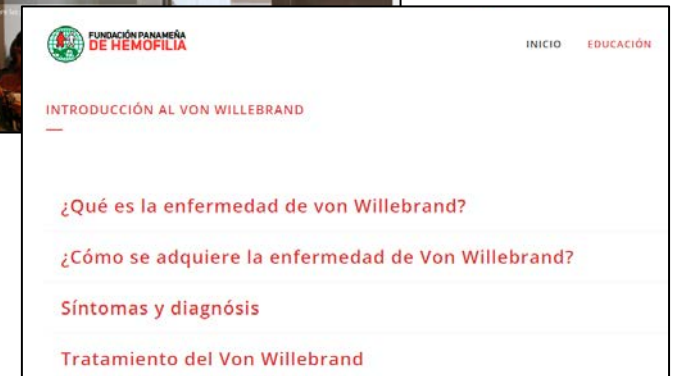 FUNDACIÓN PANAMEÑA
DE HEMOFILIA
INICIO EDUCACIÓN
INTRODUCCIÓN AL VON WILLEBRAND
¿Qué es la enfermedad de von Willebrand?
¿Cómo se adquiere la enfermedad de Von Willebrand?
Síntomas y diagnósis
Tratamiento del Von Willebrand